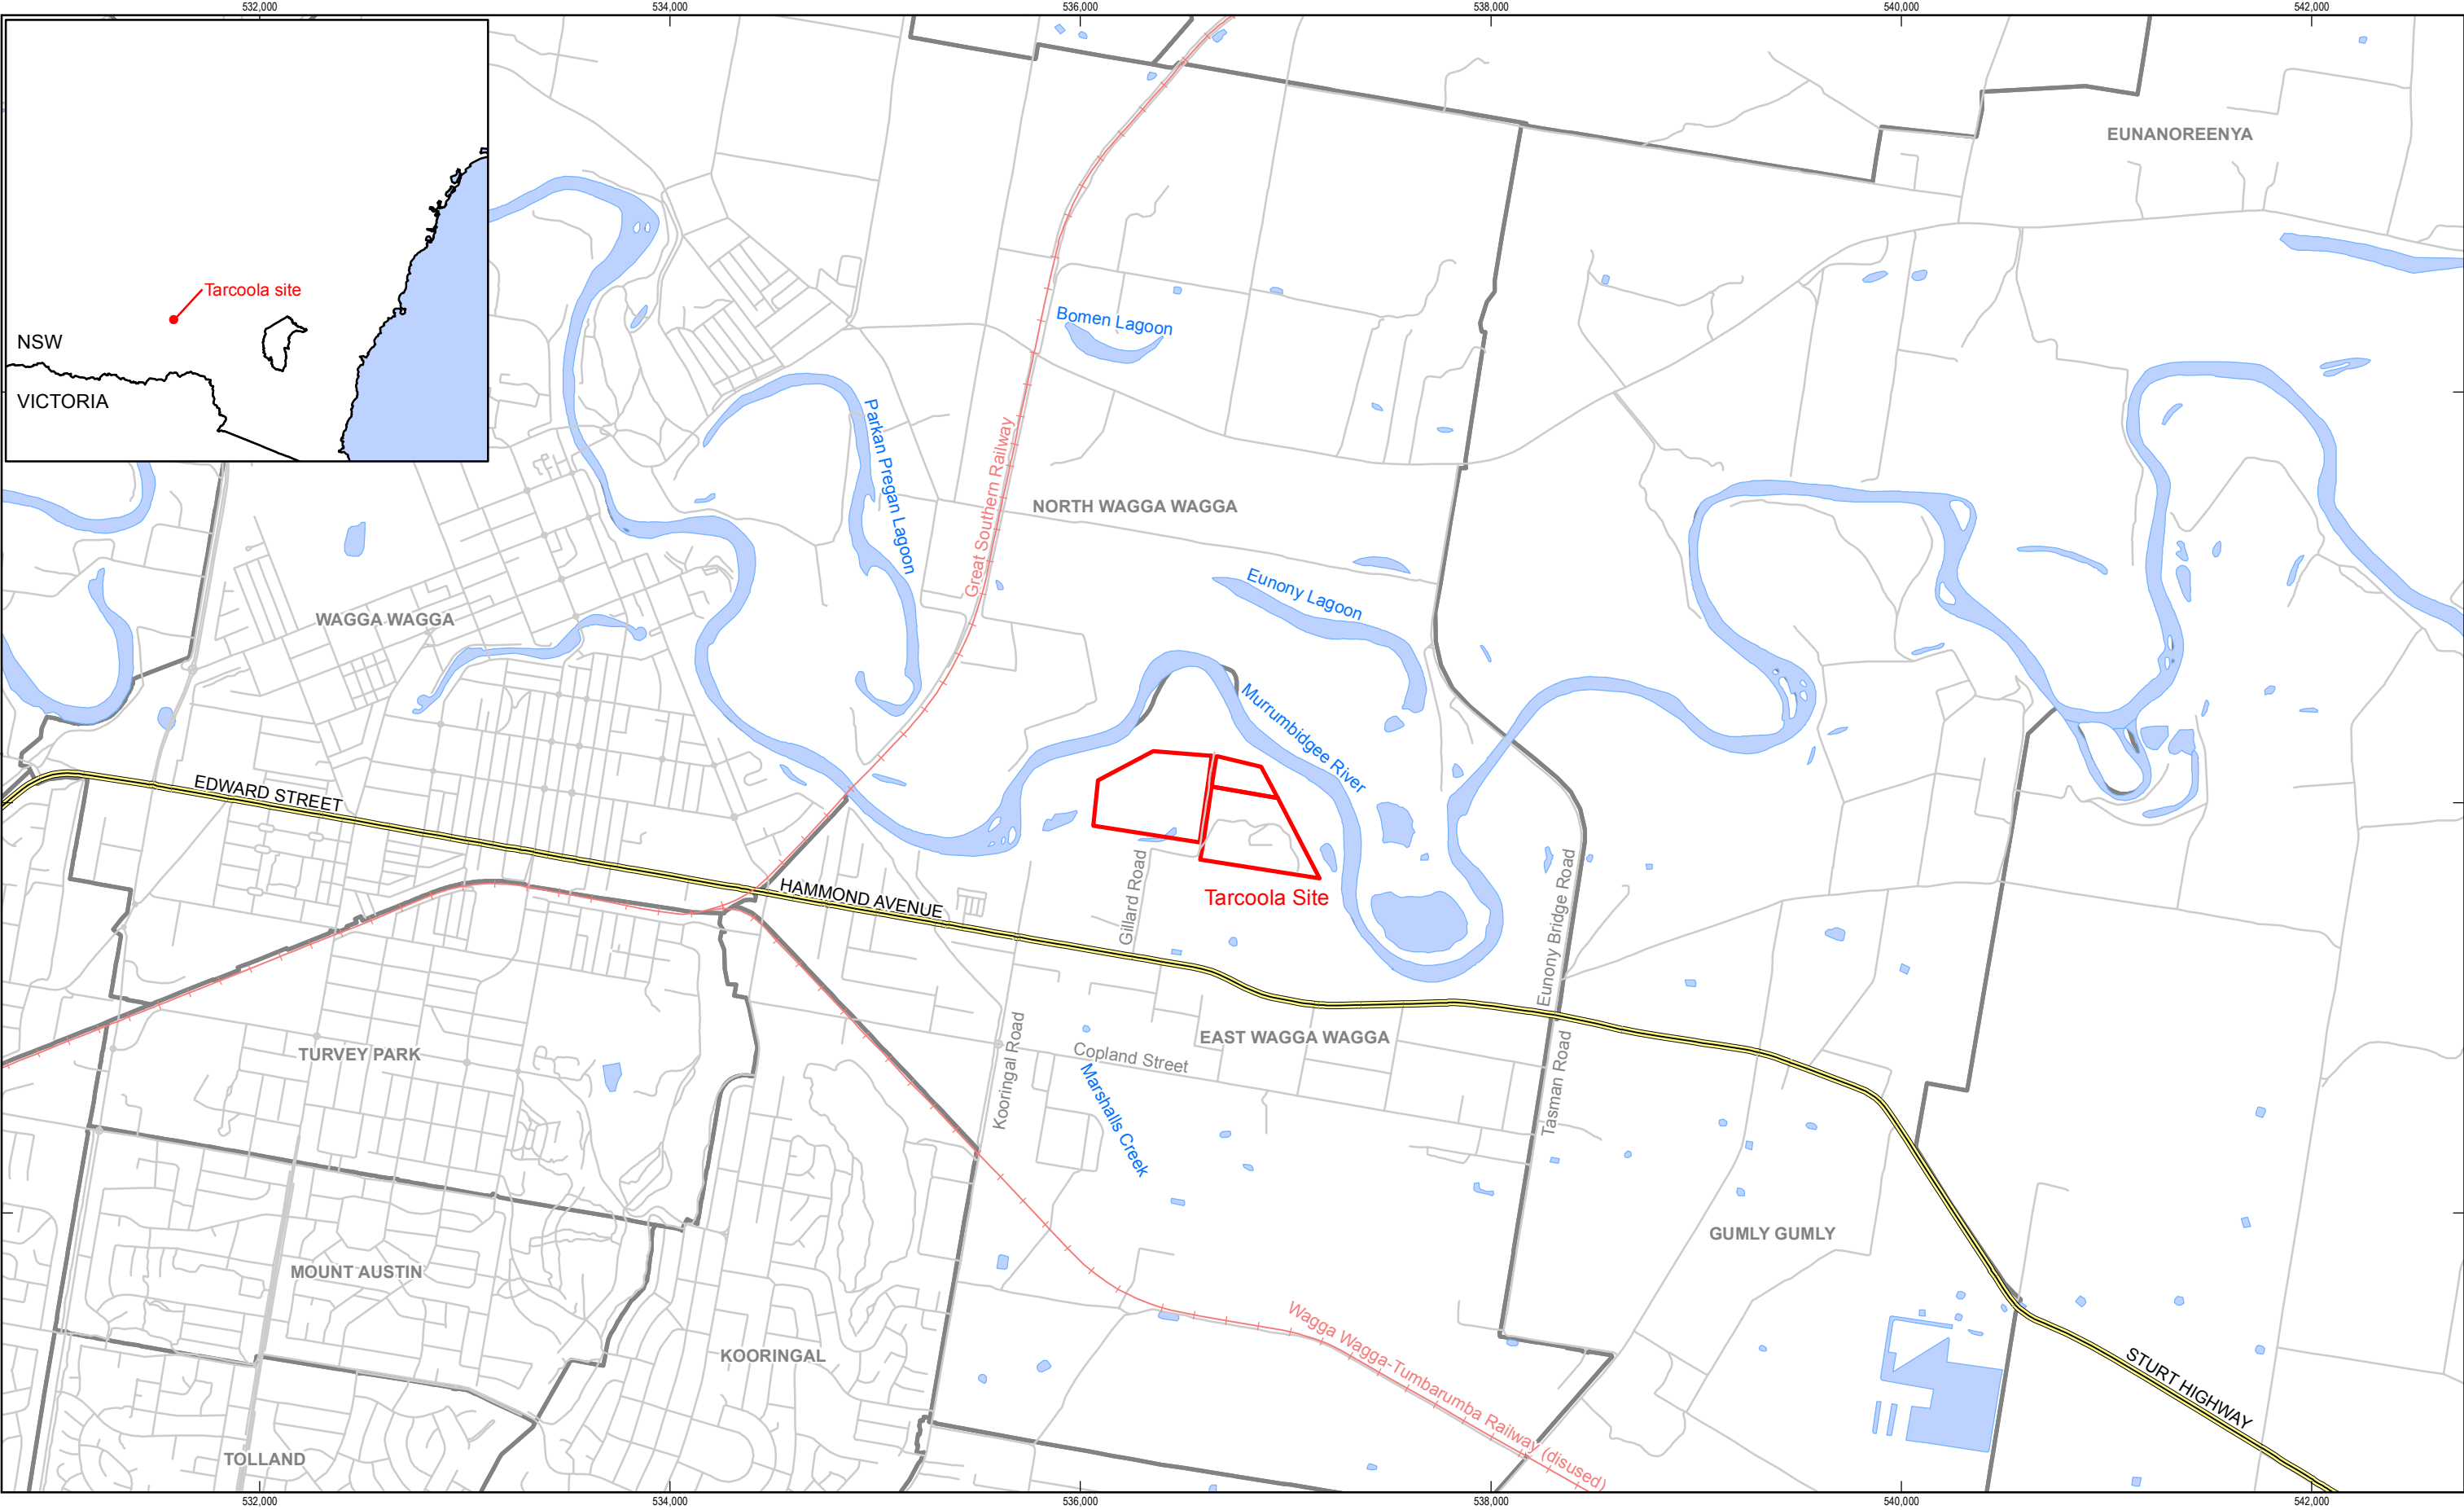 532,000
534,000
536,000
538,000
540,000
542,000
EUNANOREENYA
Tarcoola site
NSW
VICTORIA
Bomen Lagoon
Parkan Pregan Lagoon
Great Southern Railway
NORTH WAGGA WAGGA
Eunony Lagoon
WAGGA WAGGA
Murrumbidgee River
EDWARD STREET
HAMMOND AVENUE
Gillard Road
Tarcoola Site
Eunony Bridge Road
EAST WAGGA WAGGA
Kooringal Road
Copland Street
TURVEY PARK
Marshalls Creek
Tasman Road
GUMLY GUMLY
MOUNT AUSTIN
KOORINGAL
Wagga Wagga-Tumbarumba Railway (disused)
STURT HIGHWAY
TOLLAND
532,000
534,000
536,000
538,000
540,000
542,000